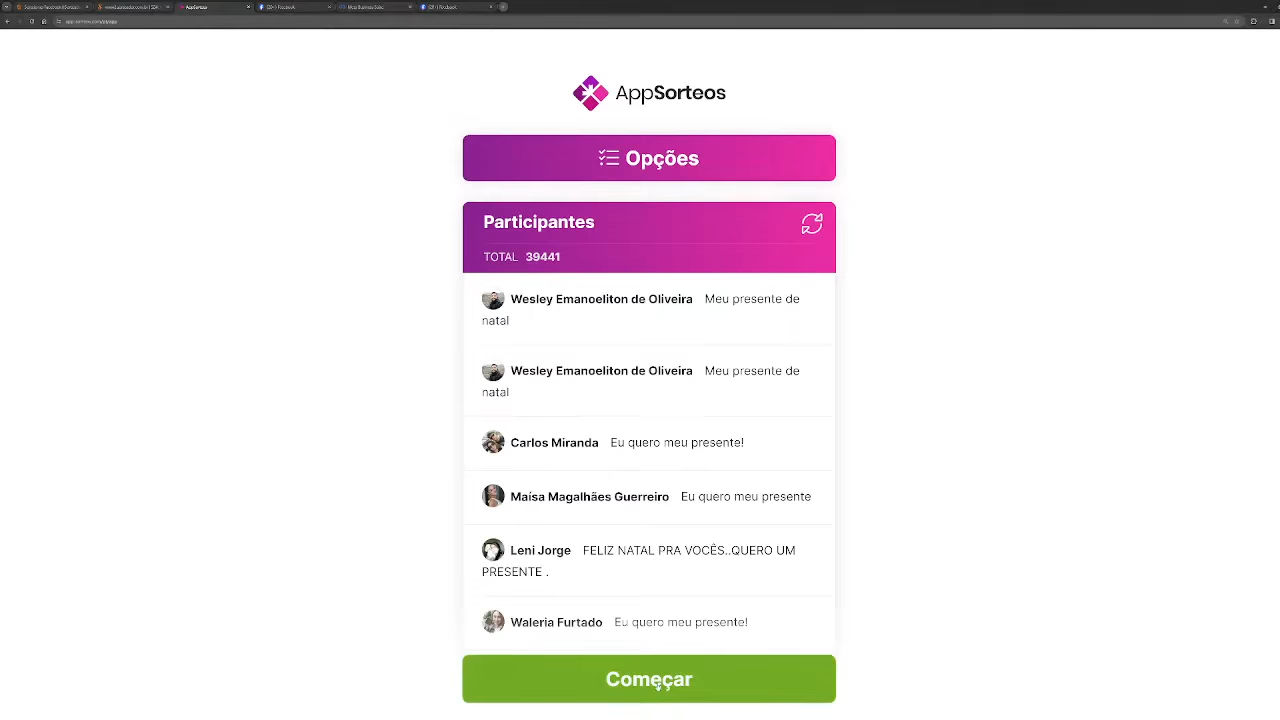 AppSorteos
Opções
Participantes
TOTAL 39441
Wesley Emanoeliton de Oliveira Meu presente de
natal
Wesley Emanoeliton de Oliveira Meu presente de
natal
Carlos Miranda Eu quero meu presente!
Maísa Magalhães Guerreiro Eu quero meu presente
Leni Jorge FELIZ NATAL PRA VOCÊS..QUERO UM
PRESENTE .
Waleria Furtado Eu quero meu presente!
Começar